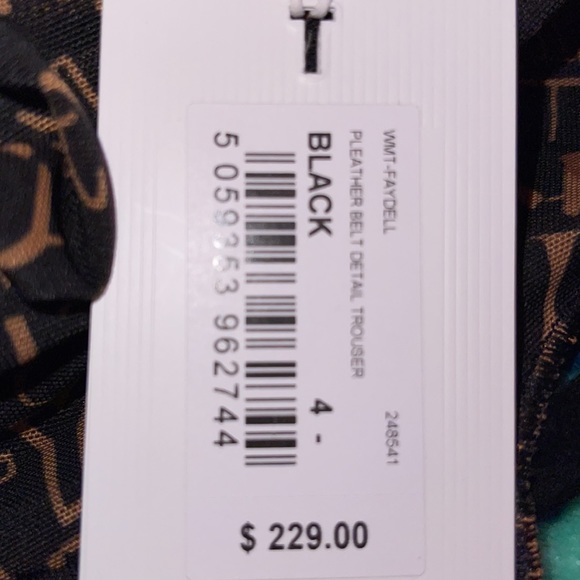 T
WMT-FAYDELL 248541
PLEATHER BELT DETAIL TROUSER
BLACK 4 -
5 059353 962744
$ 229.00